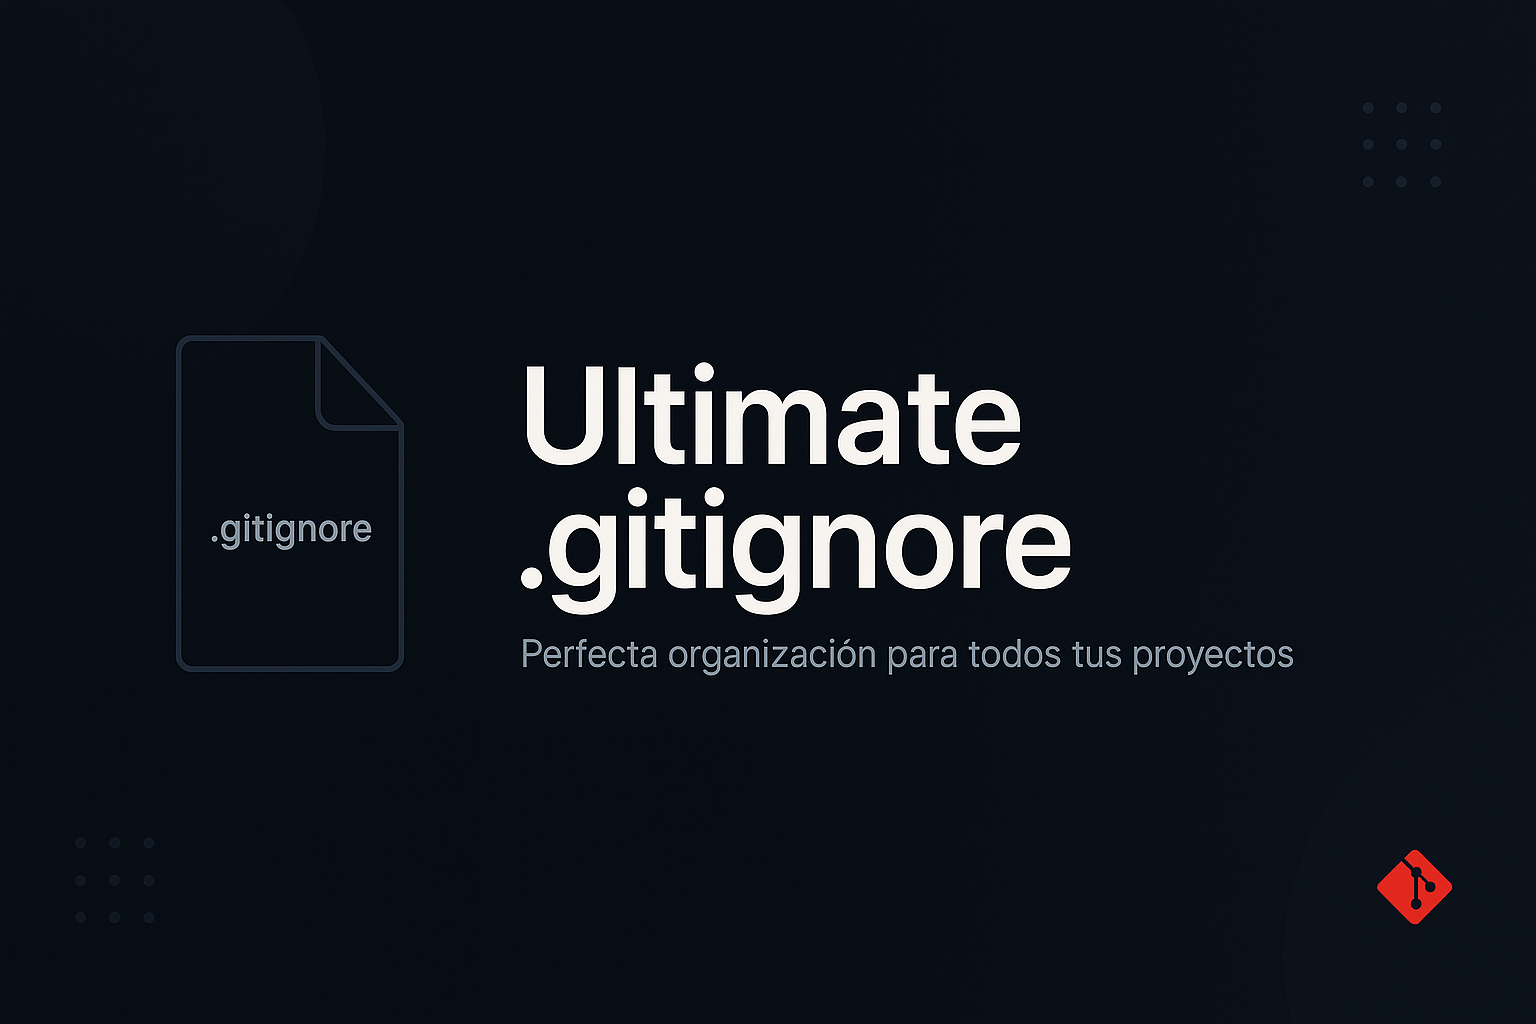 .gitignore
Ultimate
.gitignore
Perfecta organización para todos tus proyectos